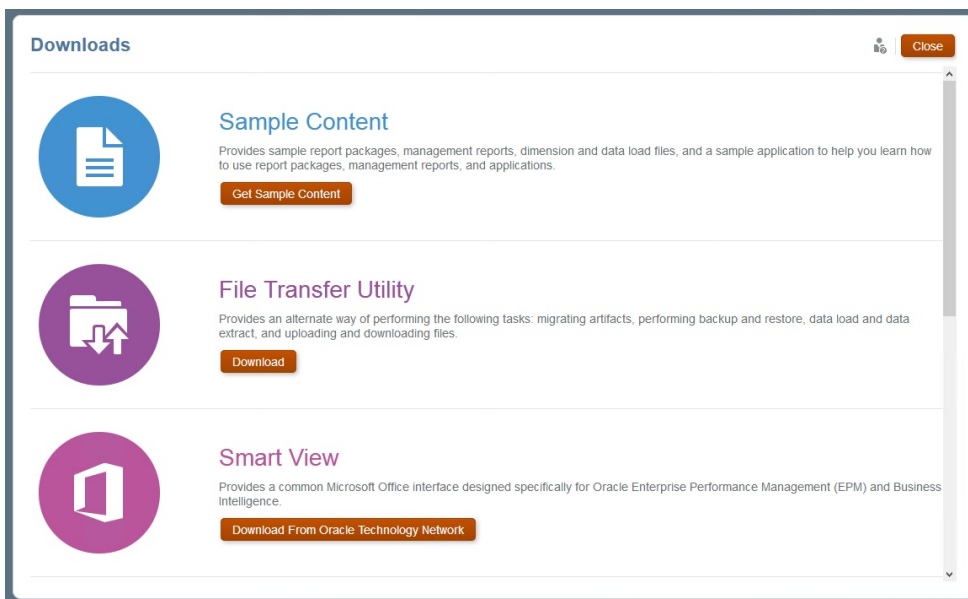 Downloads
Close
Sample Content
Provides sample report packages, management reports, dimension and data load files, and a sample application to help you learn how
to use report packages, management reports, and applications.
Get Sample Content
File Transfer Utility
Provides an alternate way of performing the following tasks: migrating artifacts, performing backup and restore, data load and data
extract, and uploading and downloading files.
Download
Smart View
Provides a common Microsoft Office interface designed specifically for Oracle Enterprise Performance Management (EPM) and Business
Intelligence.
Download From Oracle Technology Network